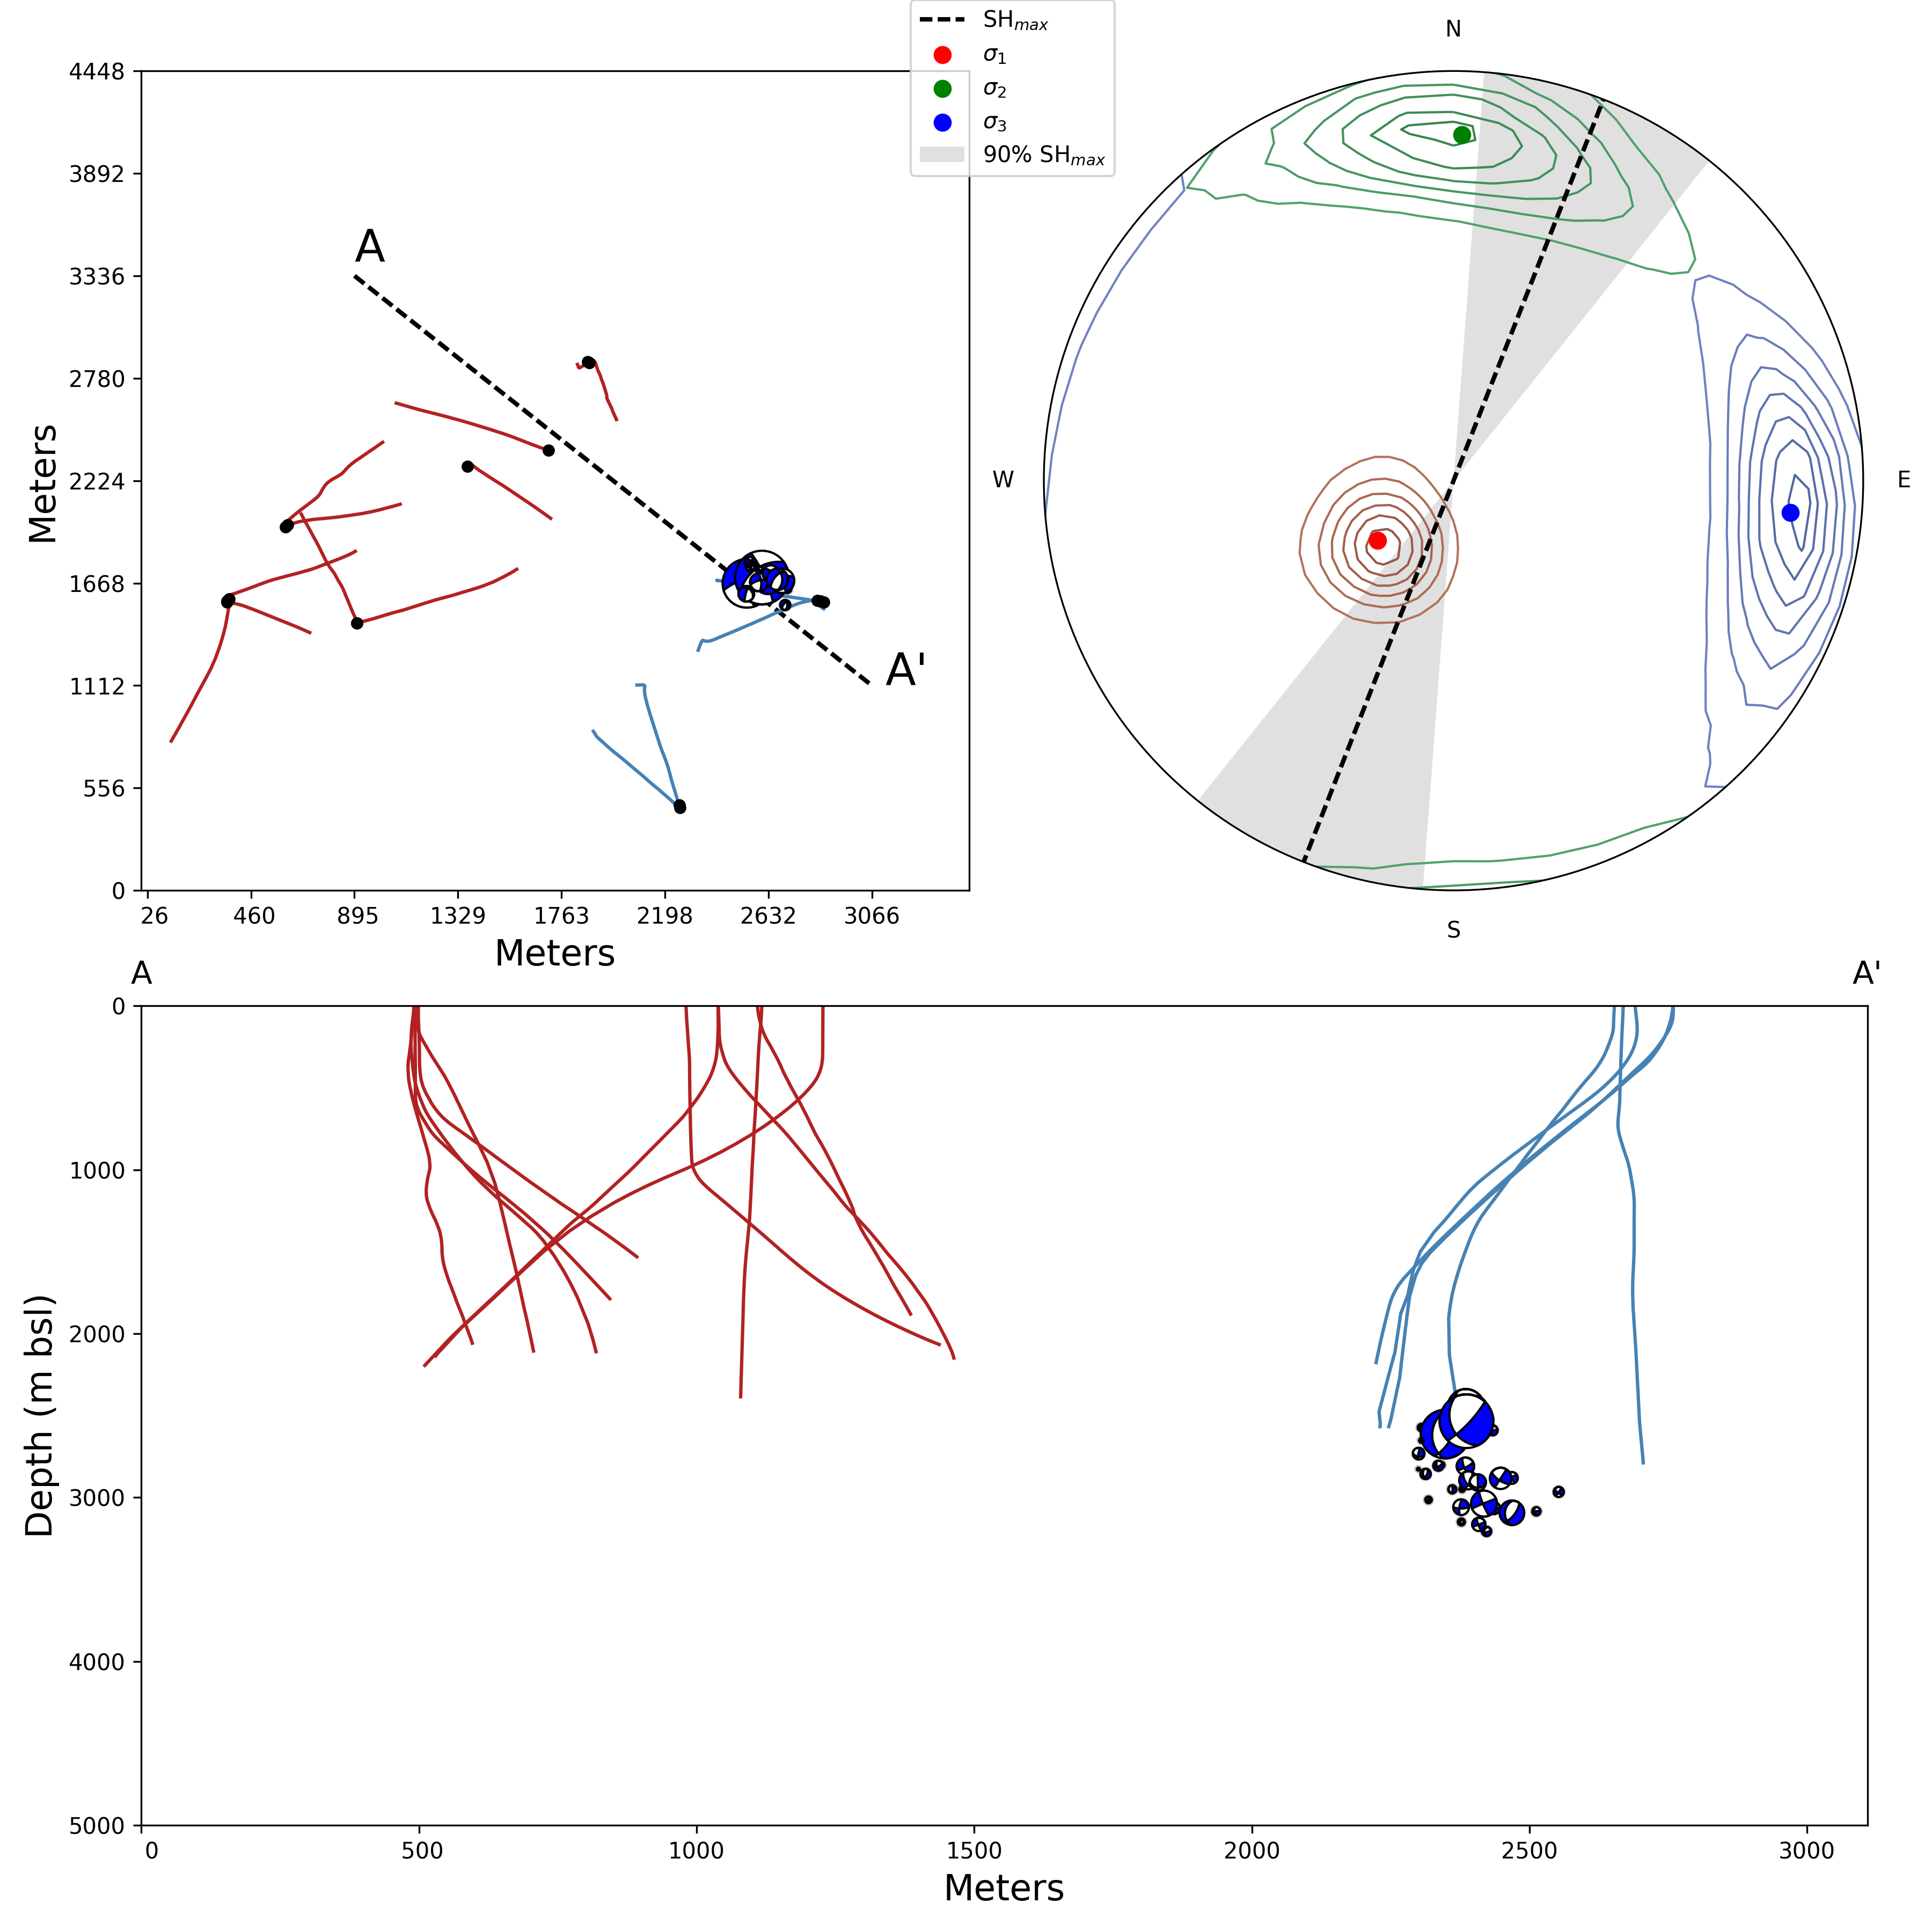 SHmax
σ1
σ2
σ3
90% SHmax
N
W
E
S
4448
3892
3336
2780
2224
1668
1112
556
0
Meters
A
A'
26
460
895
1329
1763
2198
2632
3066
Meters
A
A'
0
1000
2000
3000
4000
5000
Depth (m bsl)
0
500
1000
1500
2000
2500
3000
Meters